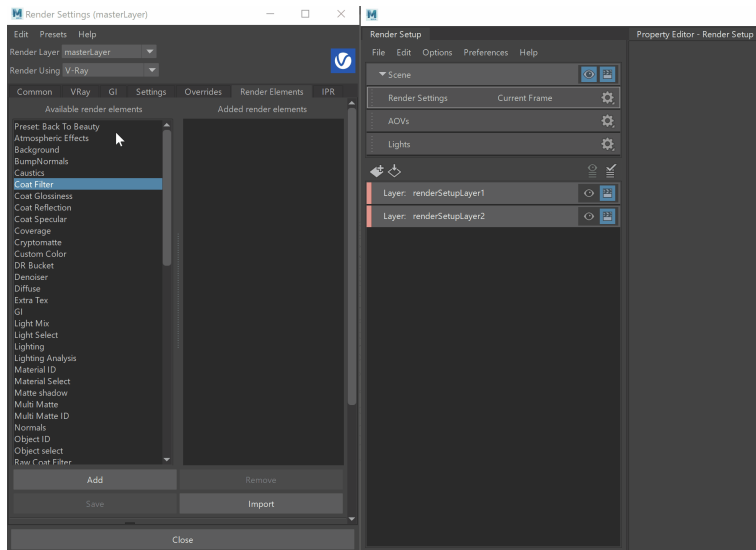 Render Settings (masterLayer)
Edit Presets Help
Render Layer masterLayer
Render Using V-Ray
Common VRay GI Settings Overrides Render Elements IPR
Available render elements
Added render elements
Preset: Back To Beauty
Atmospheric Effects
Background
BumpNormals
Caustics
Coat Filter
Coat Glossiness
Coat Reflection
Coat Specular
Coverage
Cryptomatte
Custom Color
DR Bucket
Denoiser
Diffuse
Extra Tex
GI
Light Mix
Light Select
Lighting
Lighting Analysis
Material ID
Material Select
Matte shadow
Multi Matte
Multi Matte ID
Normals
Object ID
Object select
Raw Coat Filter
Add
Remove
Save
Import
Close
Render Setup
File Edit Options Preferences Help
Scene
Render Settings Current Frame
AOVs
Lights
Layer: renderSetupLayer1
Layer: renderSetupLayer2
Property Editor - Render Setup